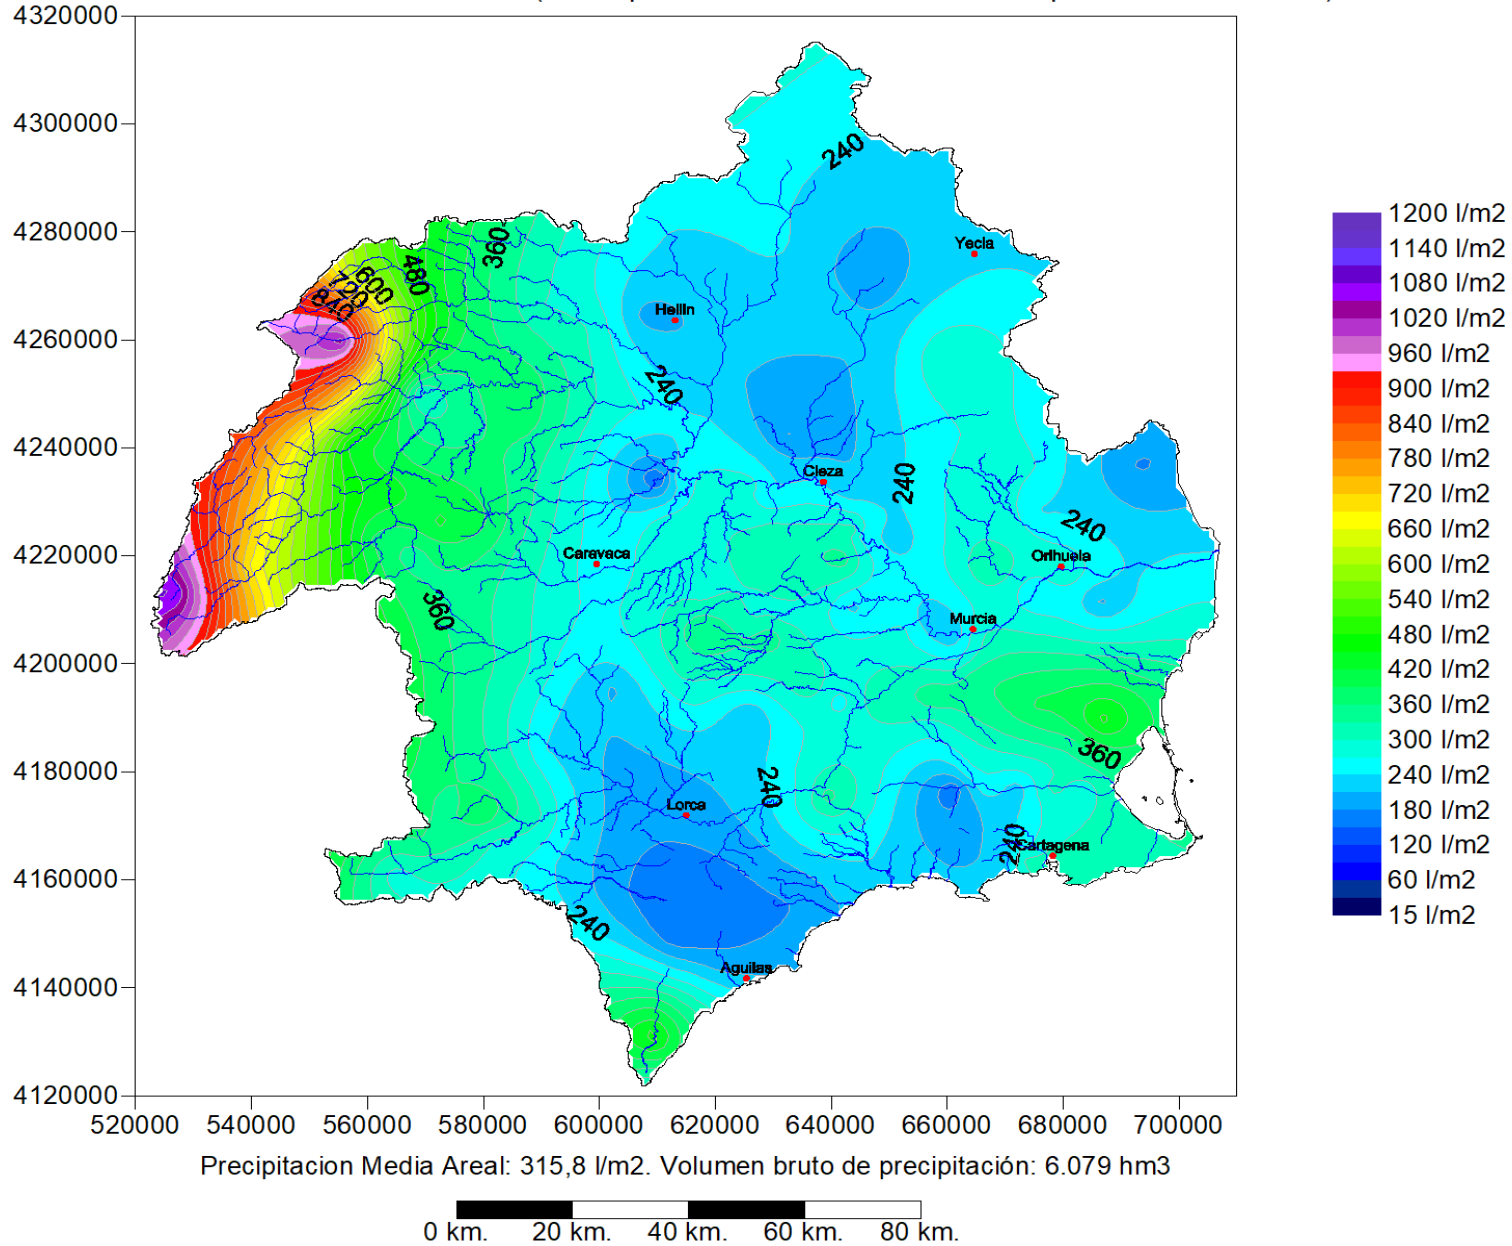 4320000
4300000
4280000
4260000
4240000
4220000
4200000
4180000
4160000
4140000
4120000
520000 540000 560000 580000 600000 620000 640000 660000 680000 700000
240
Yecla
360
480
600
720
840
Hellin
240
Cieza
240
240
Caravaca
Orihuela
360
Murcia
360
240
Lorca
240
Cartagena
240
Aguilas
1200 l/m2
1140 l/m2
1080 l/m2
1020 l/m2
960 l/m2
900 l/m2
840 l/m2
780 l/m2
720 l/m2
660 l/m2
600 l/m2
540 l/m2
480 l/m2
420 l/m2
360 l/m2
300 l/m2
240 l/m2
180 l/m2
120 l/m2
60 l/m2
15 l/m2
Precipitacion Media Areal: 315,8 l/m2. Volumen bruto de precipitación: 6.079 hm3
0 km. 20 km. 40 km. 60 km. 80 km.